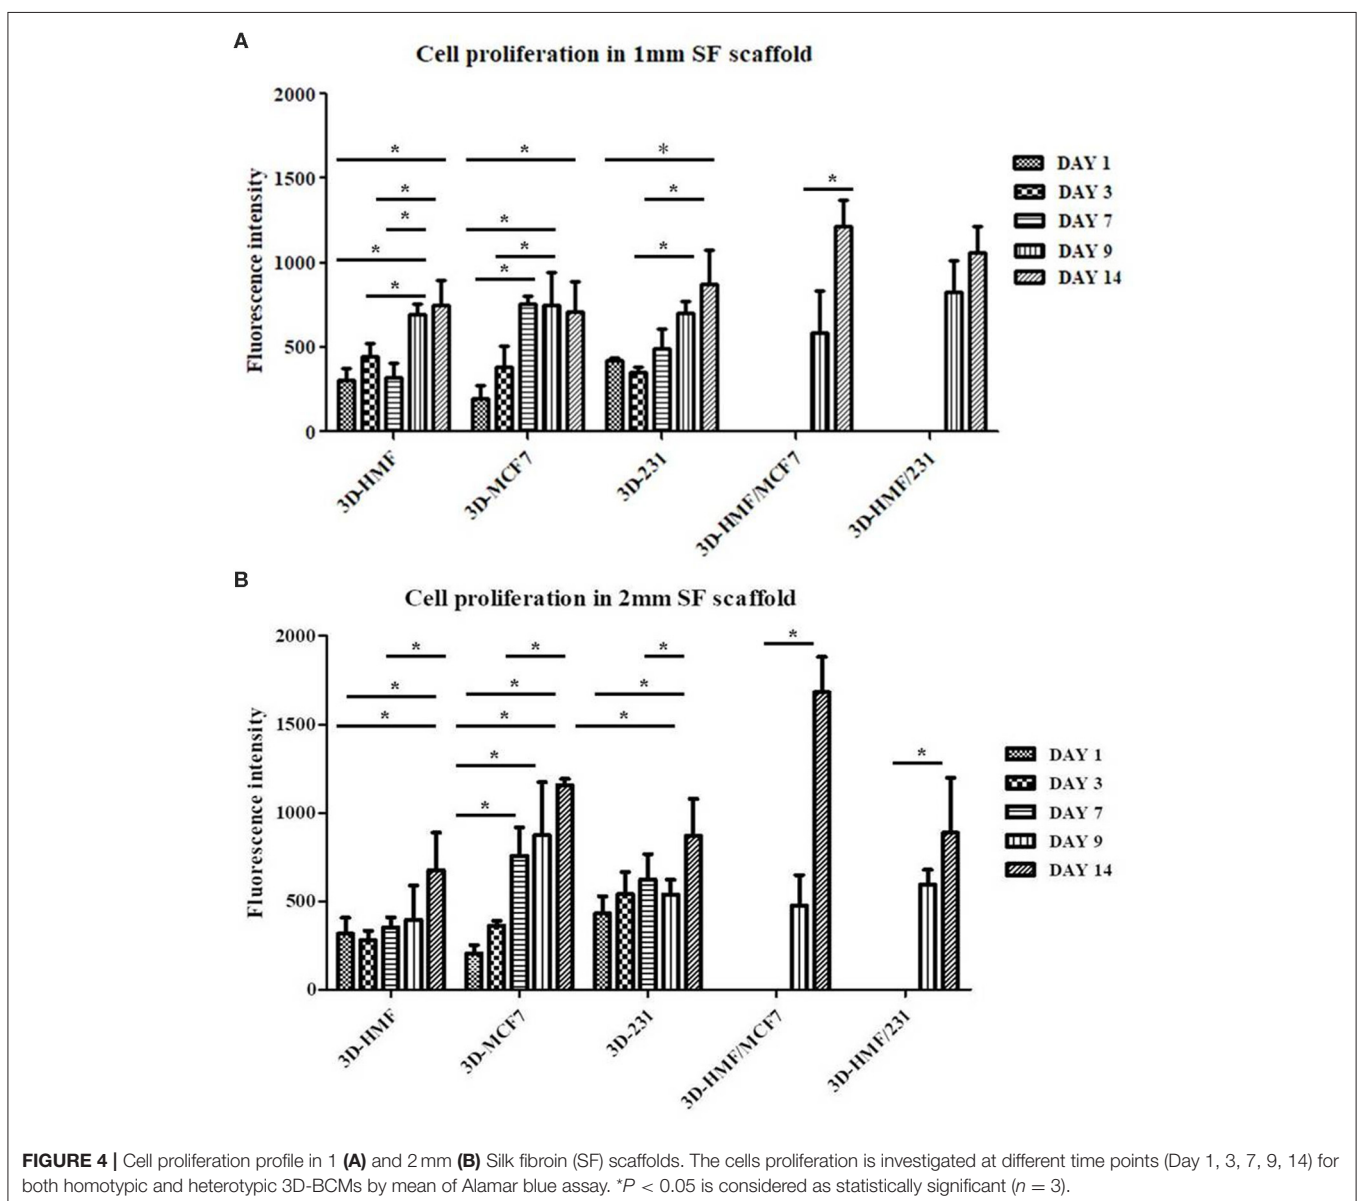 A
Cell proliferation in 1mm SF scaffold
2000
1500
1000
500
0
Fluorescence intensity
* * * * *
* * * *
* * *
*
DAY 1
DAY 3
DAY 7
DAY 9
DAY 14
3D-HMF
3D-MCF7
3D-231
3D-HMF/MCF7
3D-HMF/231
B
Cell proliferation in 2mm SF scaffold
2000
1500
1000
500
0
Fluorescence intensity
* * *
* * * * *
* * *
*
*
DAY 1
DAY 3
DAY 7
DAY 9
DAY 14
3D-HMF
3D-MCF7
3D-231
3D-HMF/MCF7
3D-HMF/231
FIGURE 4 | Cell proliferation profile in 1 (A) and 2 mm (B) Silk fibroin (SF) scaffolds. The cells proliferation is investigated at different time points (Day 1, 3, 7, 9, 14) for
both homotypic and heterotypic 3D-BCMs by mean of Alamar blue assay. *P < 0.05 is considered as statistically significant (n = 3).